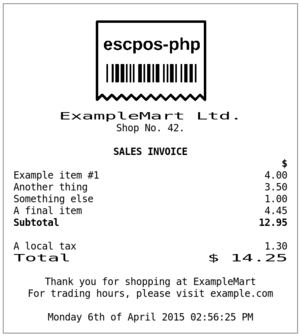 escpos-php
ExampleMart Ltd.
Shop No. 42.
SALES INVOICE
$
Example item #1 4.00
Another thing 3.50
Something else 1.00
A final item 4.45
Subtotal 12.95
A local tax 1.30
Total $ 14.25
Thank you for shopping at ExampleMart
For trading hours, please visit example.com
Monday 6th of April 2015 02:56:25 PM